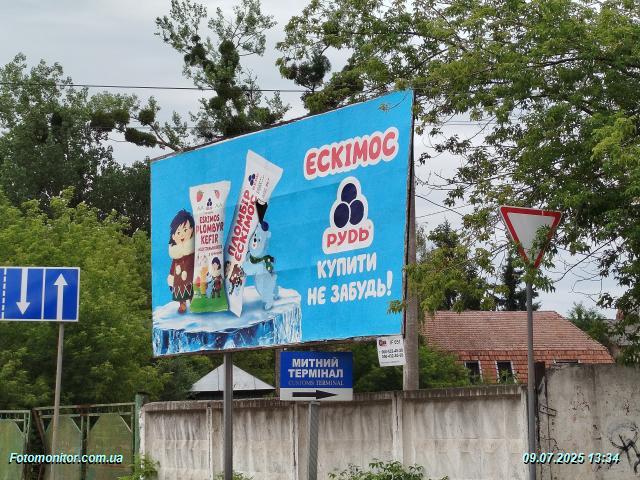 ЕСКІМОС
РУДЬ
КУПИТИ
НЕ ЗАБУДЬ!
ESKIMOS
PLOMBYR
KEFIR
ПЛОМБІР
ЕСКІМОС
МИТНИЙ
ТЕРМІНАЛ
CUSTOMS TERMINAL
Fotomonitor.com.ua
09.07.2025 13:34